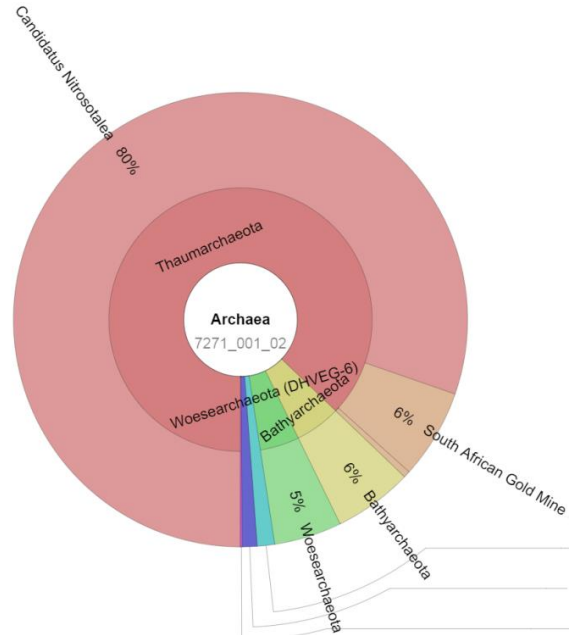 Candidatus Nitrosotalea 80%
Thaumarchaeota
Archaea
7271_001_02
Woesearchaeota (DHVEG-6)
Bathyarchaeota
6% South African Gold Mine
6% Bathyarchaeota
5% Woesearchaeota